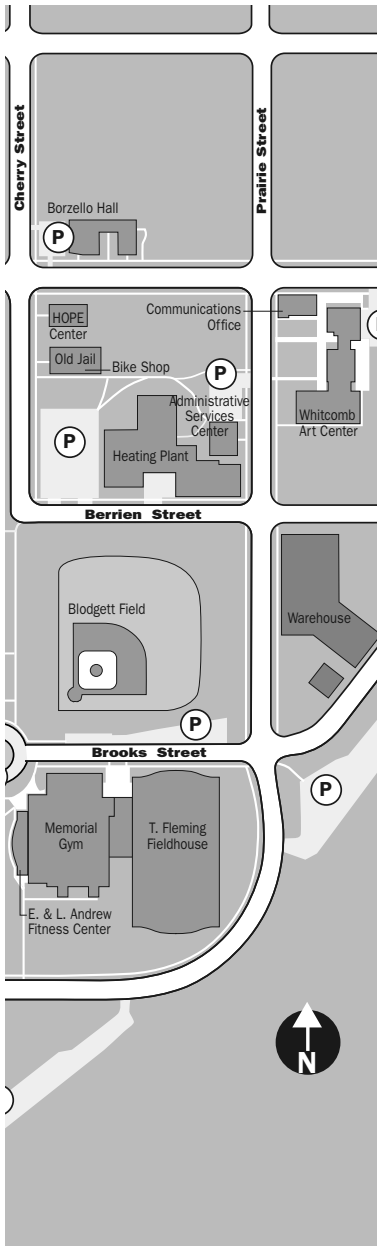 Cherry Street
Prairie Street
Borzello Hall
P
HOPE
Center
Communications
Office
Old Jail
Bike Shop
P
Administrative
Services
Center
Whitcomb
Art Center
P
Heating Plant
Berrien Street
Blodgett Field
Warehouse
P
Brooks Street
P
Memorial
Gym
T. Fleming
Fieldhouse
E. & L. Andrew
Fitness Center
N